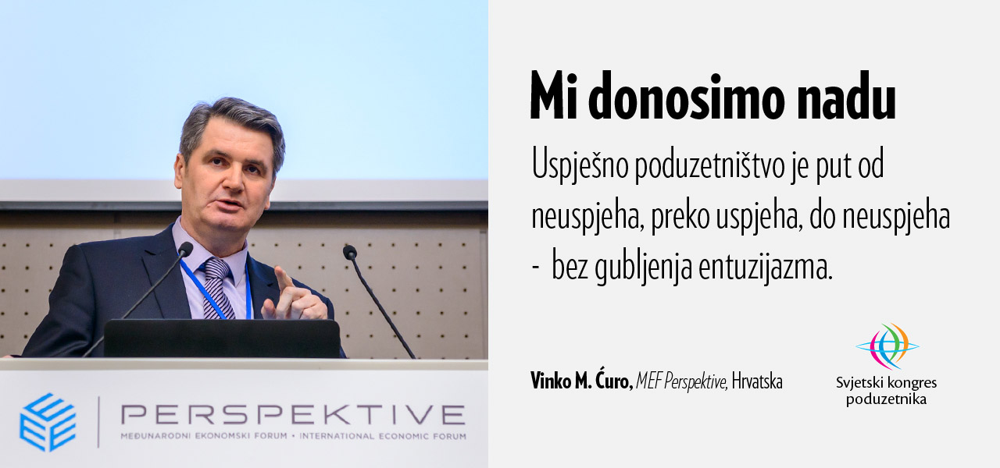 Mi donosimo nadu
Uspješno poduzetništvo je put od
neuspjeha, preko uspjeha, do neuspjeha
- bez gubljenja entuzijazma.
Vinko M. Ćuro, MEF Perspektive, Hrvatska
Svjetski kongres
poduzetnika
PERSPEKTIVE
MEĐUNARODNI EKONOMSKI FORUM • INTERNATIONAL ECONOMIC FORUM